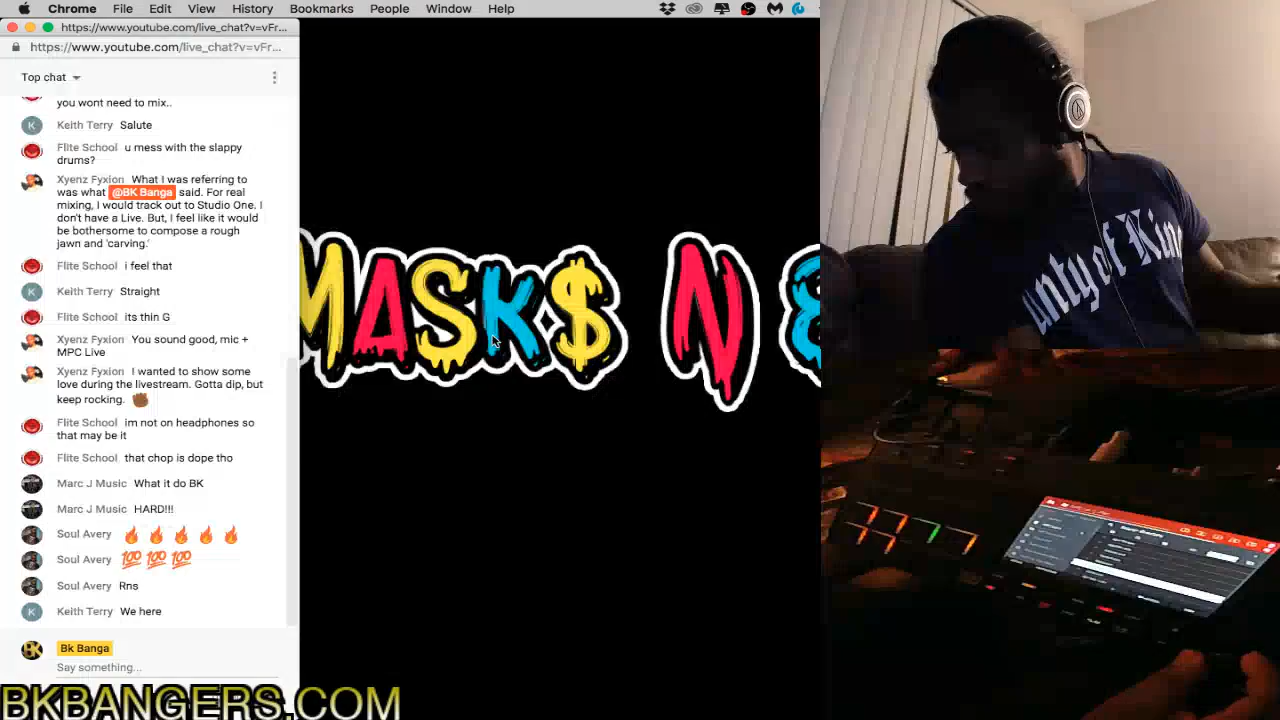 Chrome File Edit View History Bookmarks People Window Help
https://www.youtube.com/live_chat?v=vFr...
https://www.youtube.com/live_chat?v=vFr...
Top chat
you wont need to mix..
K Keith Terry Salute
Flite School u mess with the slappy
drums?
Xyenz Fyxion What I was referring to
was what @BK Banga said. For real
mixing, I would track out to Studio One. I
don't have a Live. But, I feel like it would
be bothersome to compose a rough
jawn and 'carving.'
Flite School i feel that
K Keith Terry Straight
Flite School its thin G
Xyenz Fyxion You sound good, mic +
MPC Live
Xyenz Fyxion I wanted to show some
love during the livestream. Gotta dip, but
keep rocking.
Flite School im not on headphones so
that may be it
Flite School that chop is dope tho
Marc J Music What it do BK
Marc J Music HARD!!!
Soul Avery 🔥 🔥 🔥 🔥 🔥
Soul Avery 💯 💯 💯
Soul Avery Rns
K Keith Terry We here
BK Bk Banga
Say something...
BKBANGERS.COM
MASK$ N 8
unty of Kin